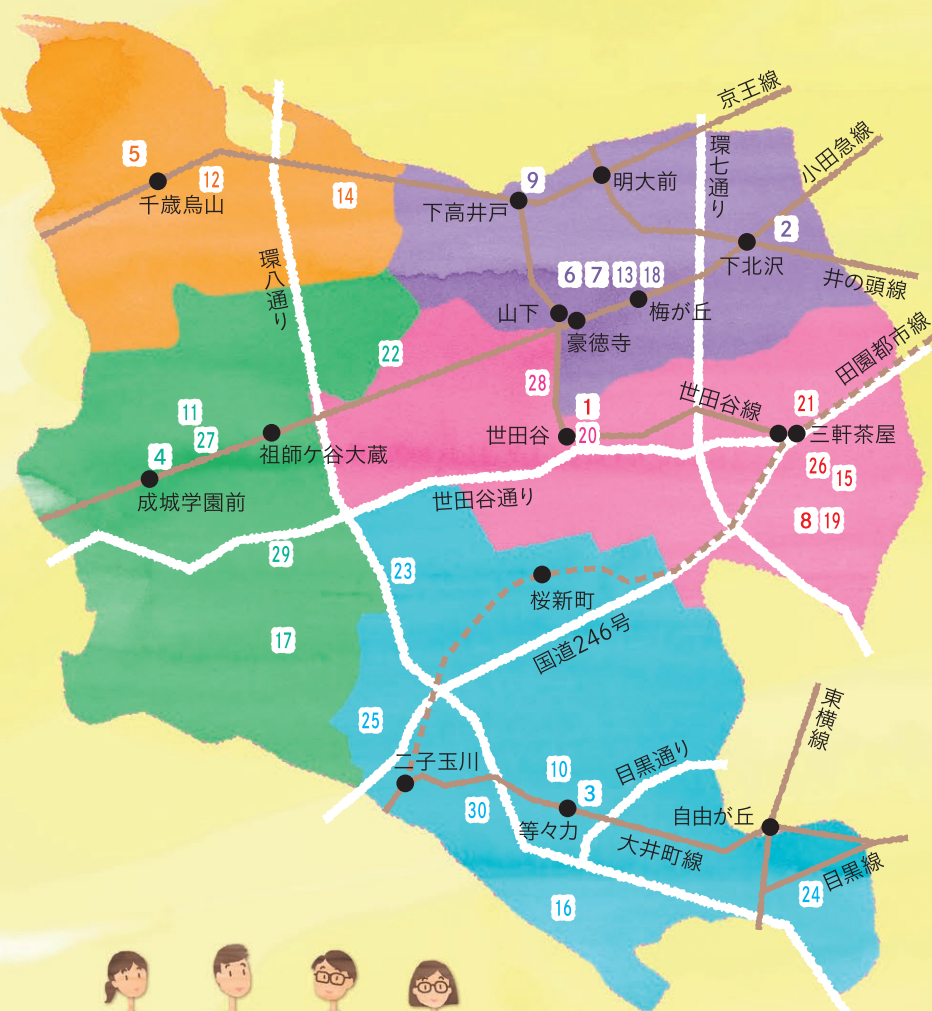 京王線
環七通り
小田急線
5
12
千歳烏山
14
9
下高井戸
明大前
2
下北沢
井の頭線
環八通り
6
7
13
18
山下
梅が丘
豪徳寺
田園都市線
22
28
世田谷線
1
20
世田谷
21
三軒茶屋
11
27
4
祖師ケ谷大蔵
成城学園前
26
15
世田谷通り
8
19
29
23
桜新町
国道246号
17
25
東横線
二子玉川
10
目黒通り
3
30
等々力
大井町線
自由が丘
目黒線
24
16